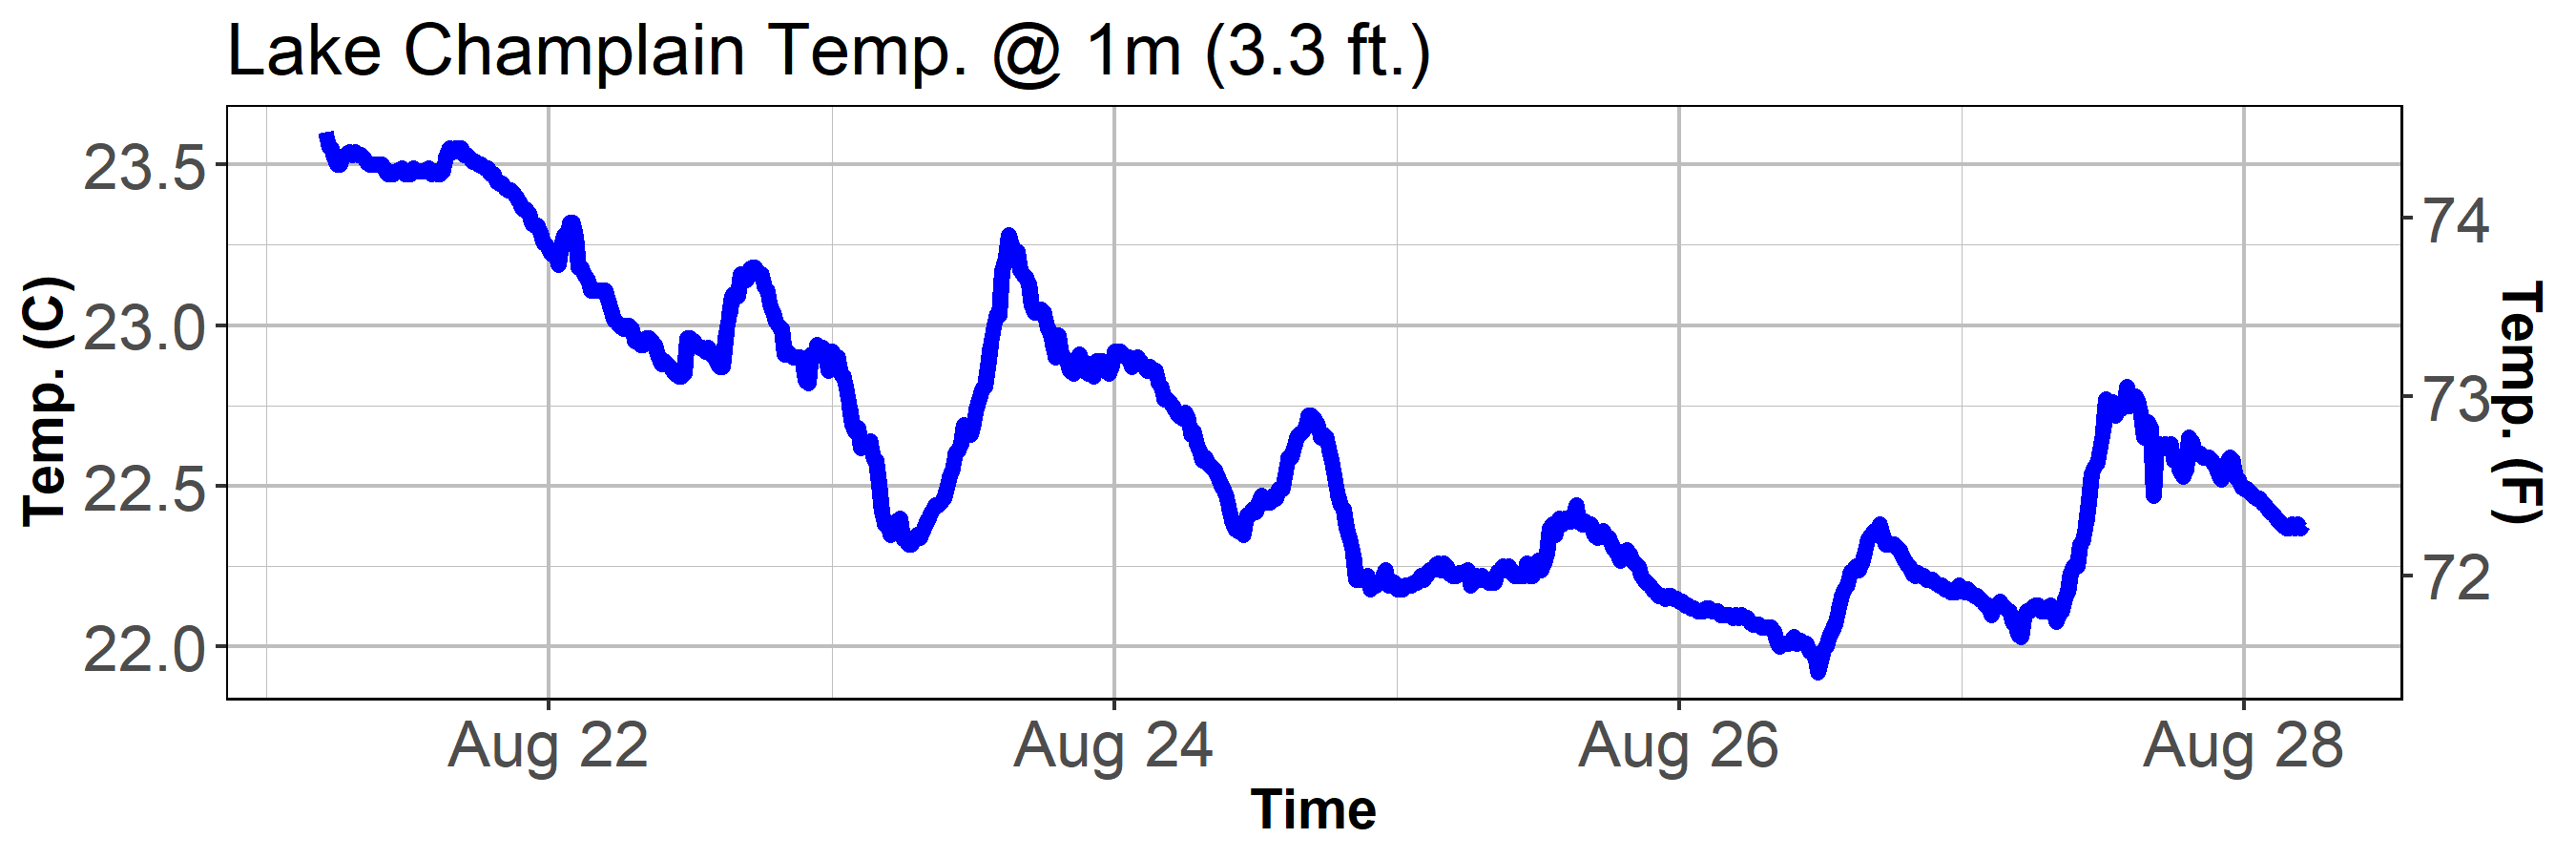 Lake Champlain Temp. @ 1m (3.3 ft.)
Temp. (C)
23.5
23.0
22.5
22.0
74
73
72
Temp. (F)
Aug 22
Aug 24
Aug 26
Aug 28
Time